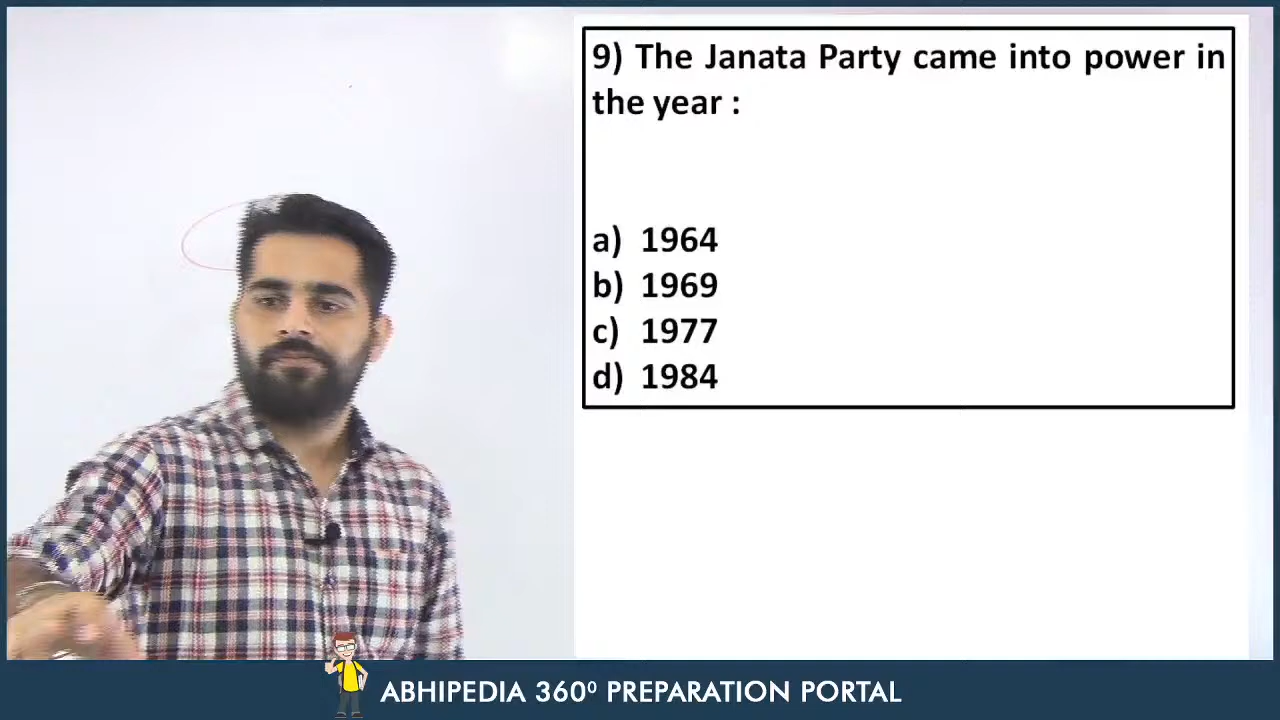 9) The Janata Party came into power in
the year :
a) 1964
b) 1969
c) 1977
d) 1984
ABHIPEDIA 360⁰ PREPARATION PORTAL